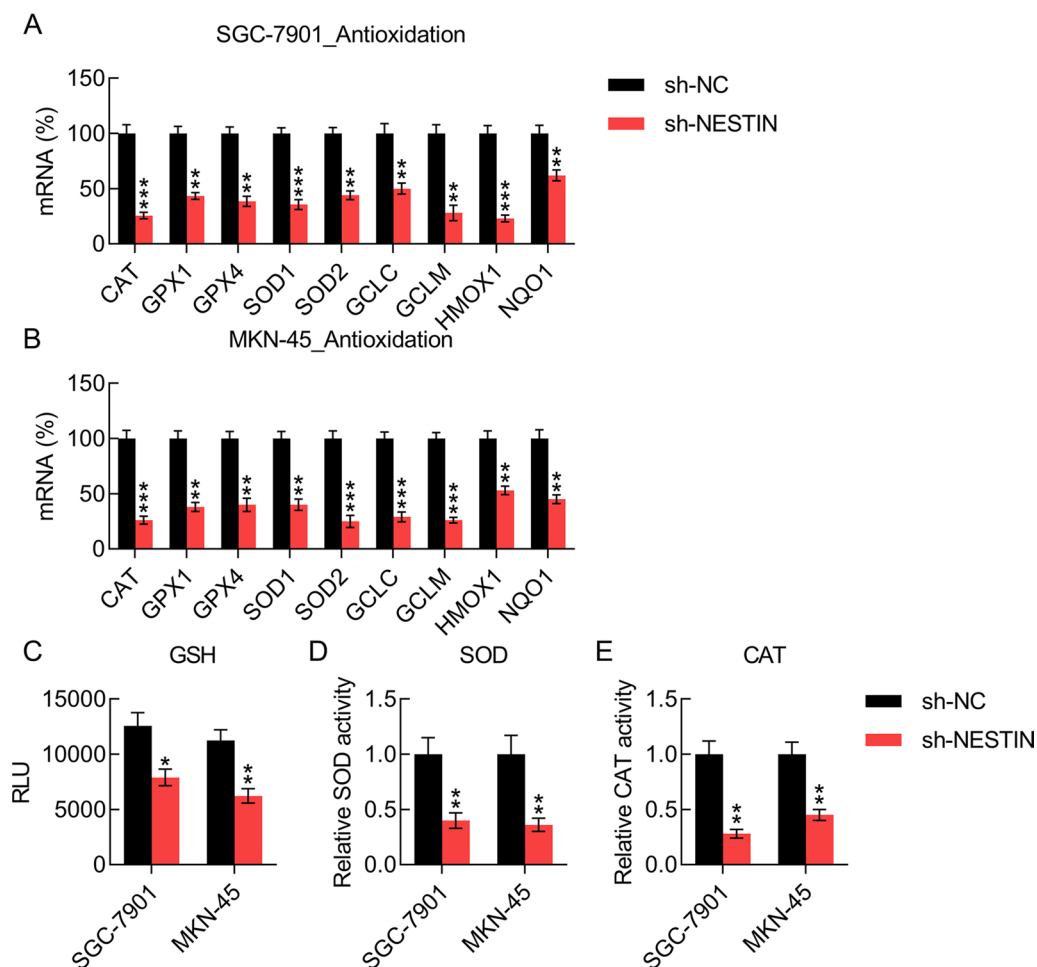 A
SGC-7901_Antioxidation
mRNA (%)
150
100
50
0
*** ** ** *** ** ** ** *** **
CAT GPX1 GPX4 SOD1 SOD2 GCLC GCLM HMOX1 NQO1
sh-NC
sh-NESTIN
B
MKN-45_Antioxidation
mRNA (%)
150
100
50
0
*** ** ** ** *** *** *** ** **
CAT GPX1 GPX4 SOD1 SOD2 GCLC GCLM HMOX1 NQO1
C
GSH
RLU
15000
10000
5000
0
* **
SGC-7901 MKN-45
D
SOD
Relative SOD activity
1.5
1.0
0.5
0.0
** **
SGC-7901 MKN-45
E
CAT
Relative CAT activity
1.5
1.0
0.5
0.0
** **
SGC-7901 MKN-45
sh-NC
sh-NESTIN